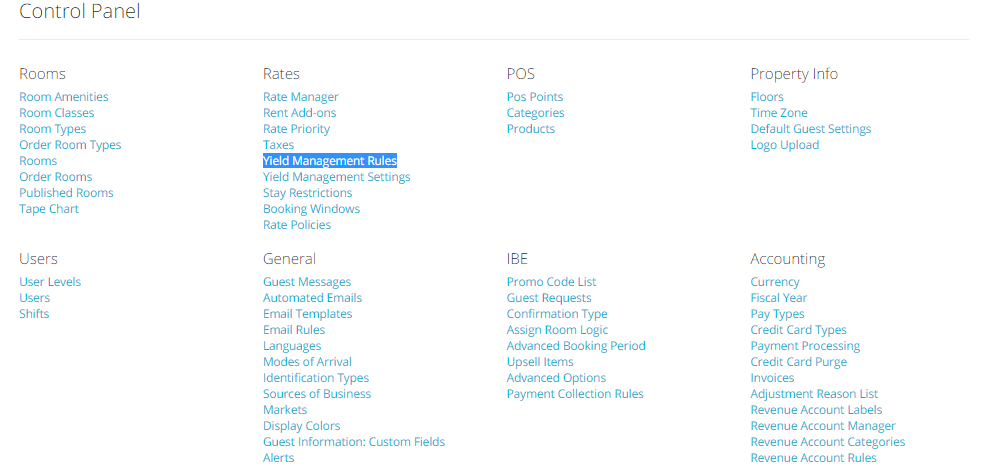 Control Panel
Rooms
Room Amenities
Room Classes
Room Types
Order Room Types
Rooms
Order Rooms
Published Rooms
Tape Chart
Rates
Rate Manager
Rent Add-ons
Rate Priority
Taxes
Yield Management Rules
Yield Management Settings
Stay Restrictions
Booking Windows
Rate Policies
POS
Pos Points
Categories
Products
Property Info
Floors
Time Zone
Default Guest Settings
Logo Upload
Users
User Levels
Users
Shifts
General
Guest Messages
Automated Emails
Email Templates
Email Rules
Languages
Modes of Arrival
Identification Types
Sources of Business
Markets
Display Colors
Guest Information: Custom Fields
Alerts
IBE
Promo Code List
Guest Requests
Confirmation Type
Assign Room Logic
Advanced Booking Period
Upsell Items
Advanced Options
Payment Collection Rules
Accounting
Currency
Fiscal Year
Pay Types
Credit Card Types
Payment Processing
Credit Card Purge
Invoices
Adjustment Reason List
Revenue Account Labels
Revenue Account Manager
Revenue Account Categories
Revenue Account Rules